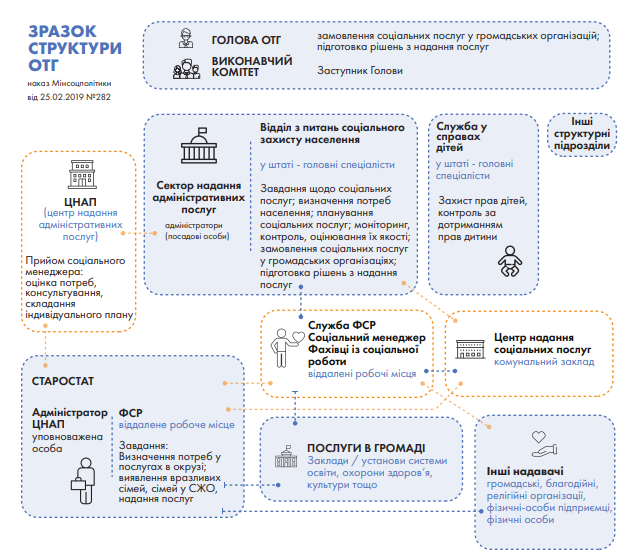 ЗРАЗОК
СТРУКТУРИ
ОТГ
наказ Мінсоцполітики
від 25.02.2019 №282
ГОЛОВА ОТГ
замовлення соціальних послуг у громадських організацій;
підготовка рішень з надання послуг
ВИКОНАВЧИЙ
КОМІТЕТ
Заступник Голови
ЦНАП
(центр надання
адміністративних
послуг)
Прийом соціального
менеджера:
оцінка потреб,
консультування,
складання
індивідуального плану
Сектор надання
адміністративних
послуг
адміністратори
(посадові особи)
Відділ з питань соціального
захисту населення
у штаті - головні спеціалісти
Завдання щодо соціальних
послуг; визначення потреб
населення; планування
соціальних послуг; моніторинг,
контроль, оцінювання їх якості;
замовлення соціальних послуг
у громадських організаціях;
підготовка рішень з надання
послуг
Служба у
справах
дітей
у штаті - головні
спеціалісти
Захист прав дітей,
контроль за
дотриманням
прав дитини
Інші
структурні
підрозділи
Служба ФСР
Соціальний менеджер
Фахівці із соціальної
роботи
віддалені робочі місця
Центр надання
соціальних послуг
комунальний заклад
СТАРОСТАТ
Адміністратор
ЦНАП
уповноважена
особа
ФСР
віддалене робоче місце
Завдання:
Визначення потреб у
послугах в окрузі;
виявлення вразливих
сімей, сімей у СЖО,
надання послуг
ПОСЛУГИ В ГРОМАДІ
Заклади / установи системи
освіти, охорони здоров’я,
культури тощо
Інші надавачі
громадські, благодійні,
релігійні організації,
фізичні-особи підприємці,
фізичні особи